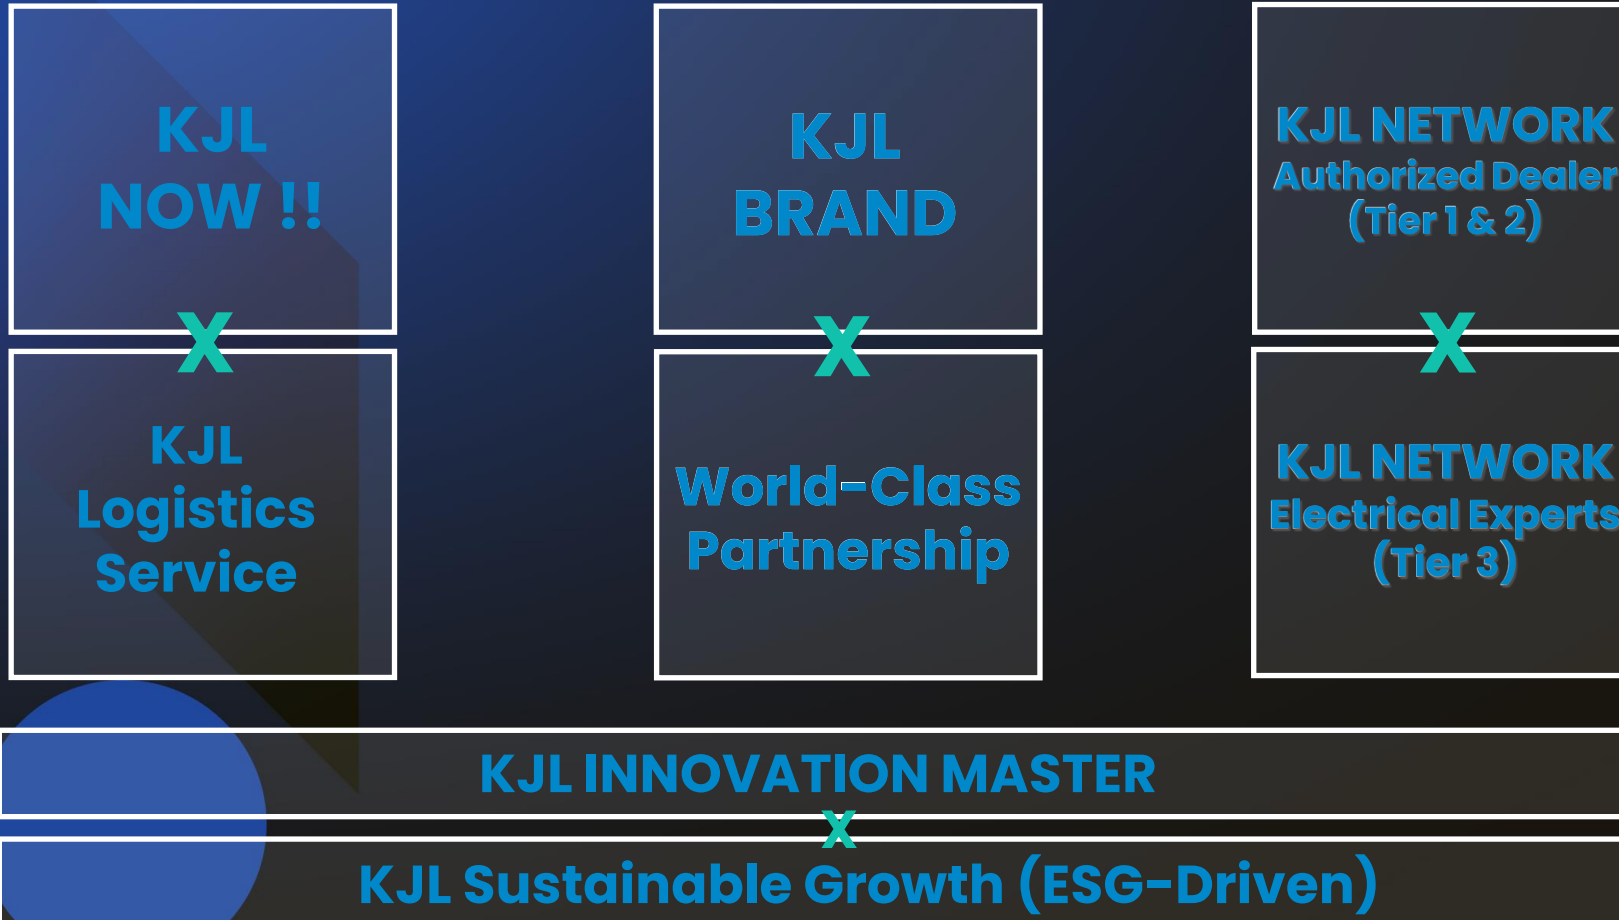 KJL
NOW !!
X
KJL
Logistics
Service
KJL
BRAND
X
World-Class
Partnership
KJL NETWORK
Authorized Dealer
(Tier 1 & 2)
X
KJL NETWORK
Electrical Experts
(Tier 3)
KJL INNOVATION MASTER
X
KJL Sustainable Growth (ESG-Driven)